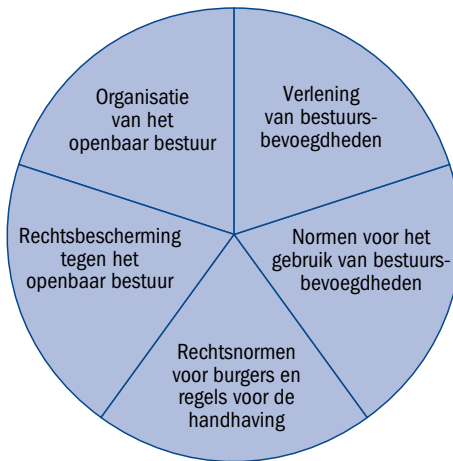 Organisatie
van het
openbaar bestuur
Verlening
van bestuurs-
bevoegdheden
Rechtsbescherming
tegen het
openbaar bestuur
Normen voor het
gebruik van bestuurs-
bevoegdheden
Rechtsnormen
voor burgers en
regels voor de
handhaving